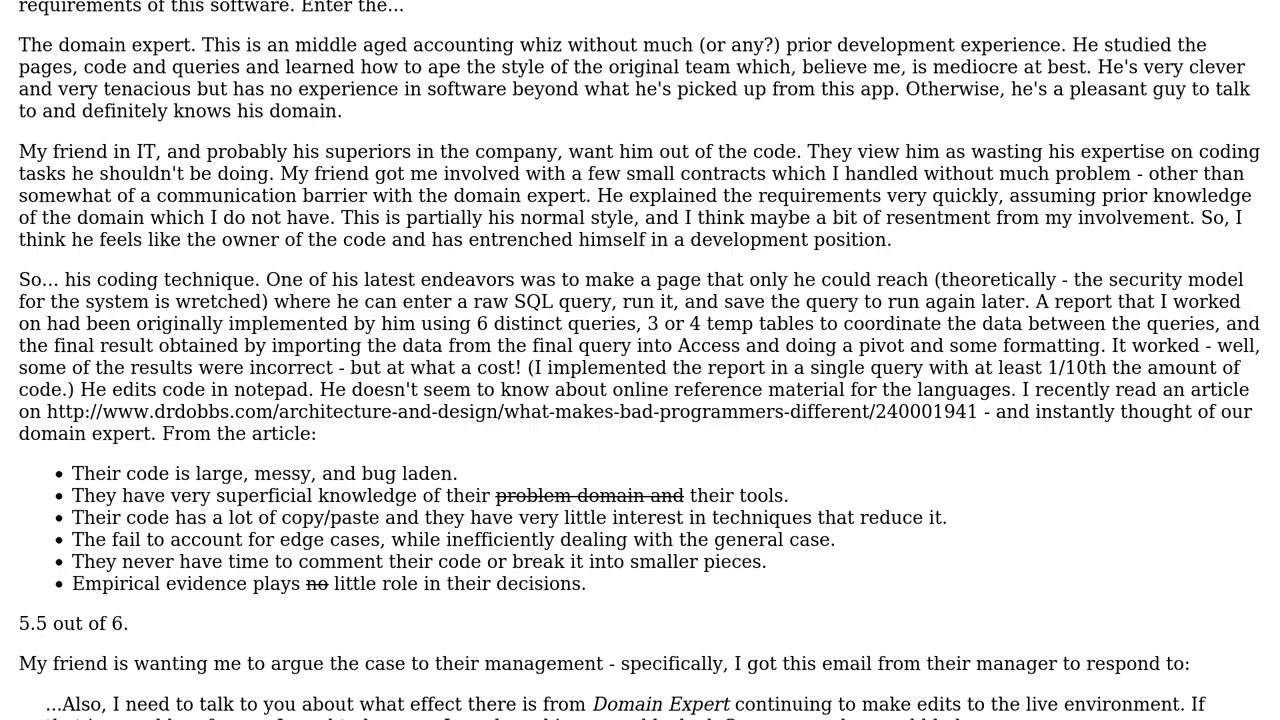 requirements of this software. Enter the...
The domain expert. This is an middle aged accounting whiz without much (or any?) prior development experience. He studied the
pages, code and queries and learned how to ape the style of the original team which, believe me, is mediocre at best. He's very clever
and very tenacious but has no experience in software beyond what he's picked up from this app. Otherwise, he's a pleasant guy to talk
to and definitely knows his domain.
My friend in IT, and probably his superiors in the company, want him out of the code. They view him as wasting his expertise on coding
tasks he shouldn't be doing. My friend got me involved with a few small contracts which I handled without much problem - other than
somewhat of a communication barrier with the domain expert. He explained the requirements very quickly, assuming prior knowledge
of the domain which I do not have. This is partially his normal style, and I think maybe a bit of resentment from my involvement. So, I
think he feels like the owner of the code and has entrenched himself in a development position.
So... his coding technique. One of his latest endeavors was to make a page that only he could reach (theoretically - the security model
for the system is wretched) where he can enter a raw SQL query, run it, and save the query to run again later. A report that I worked
on had been originally implemented by him using 6 distinct queries, 3 or 4 temp tables to coordinate the data between the queries, and
the final result obtained by importing the data from the final query into Access and doing a pivot and some formatting. It worked - well,
some of the results were incorrect - but at what a cost! (I implemented the report in a single query with at least 1/10th the amount of
code.) He edits code in notepad. He doesn't seem to know about online reference material for the languages. I recently read an article
on http://www.drdobbs.com/architecture-and-design/what-makes-bad-programmers-different/240001941 - and instantly thought of our
domain expert. From the article:
• Their code is large, messy, and bug laden.
• They have very superficial knowledge of their problem domain and their tools.
• Their code has a lot of copy/paste and they have very little interest in techniques that reduce it.
• The fail to account for edge cases, while inefficiently dealing with the general case.
• They never have time to comment their code or break it into smaller pieces.
• Empirical evidence plays no little role in their decisions.
5.5 out of 6.
My friend is wanting me to argue the case to their management - specifically, I got this email from their manager to respond to:
...Also, I need to talk to you about what effect there is from Domain Expert continuing to make edits to the live environment. If